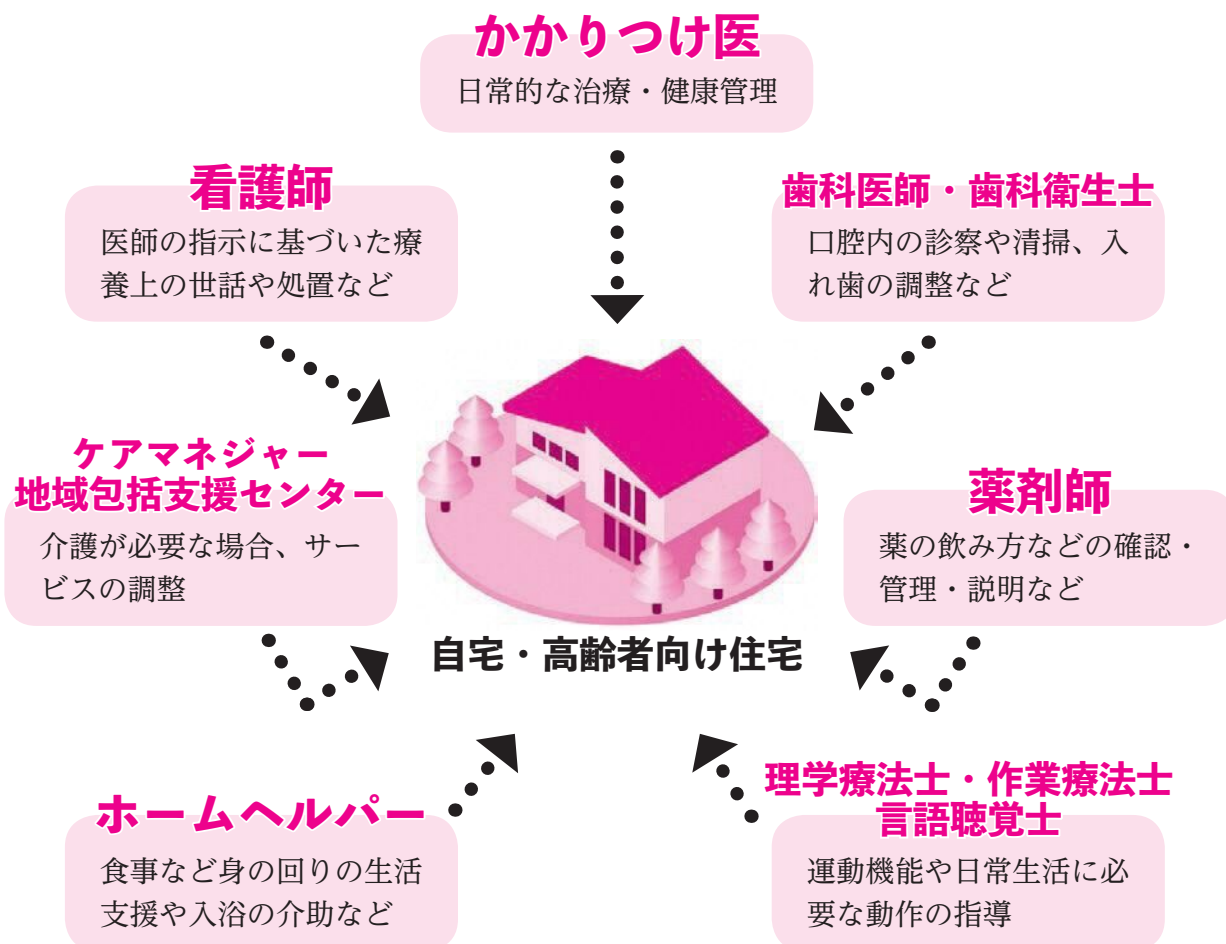 かかりつけ医
日常的な治療・健康管理
看護師
医師の指示に基づいた療
養上の世話や処置など
歯科医師・歯科衛生士
口腔内の診察や清掃、入
れ歯の調整など
ケアマネジャー
地域包括支援センター
介護が必要な場合、サー
ビスの調整
薬剤師
薬の飲み方などの確認・
管理・説明など
自宅・高齢者向け住宅
ホームヘルパー
食事など身の回りの生活
支援や入浴の介助など
理学療法士・作業療法士
言語聴覚士
運動機能や日常生活に必
要な動作の指導